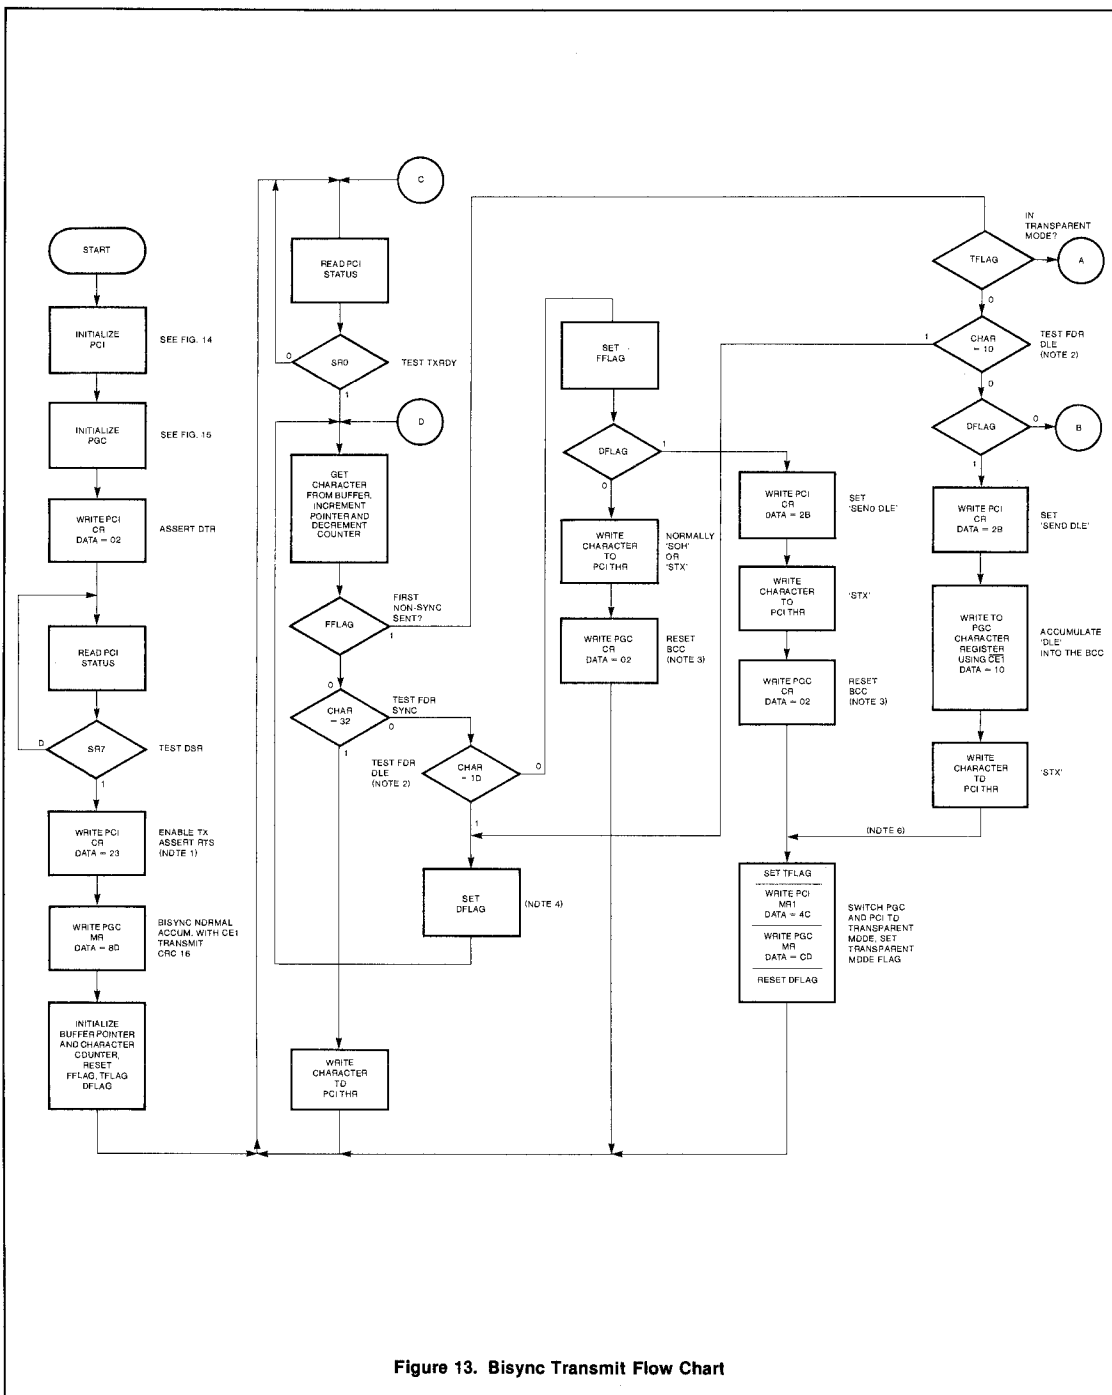 START
INITIALIZE
PCI
SEE FIG. 14
INITIALIZE
PGC
SEE FIG. 15
WRITE PCI
CR
DATA = 02
ASSERT DTR
READ PCI
STATUS
0
SR7
TEST DSR
1
WRITE PCI
CR
DATA = 23
ENABLE TX
ASSERT RTS
(NOTE 1)
WRITE PGC
MR
DATA = 8D
BISYNC NORMAL
ACCUM. WITH CE1
TRANSMIT
CRC 16
INITIALIZE
BUFFER POINTER
AND CHARACTER
COUNTER,
RESET
FFLAG, TFLAG
DFLAG
C
READ PCI
STATUS
0
SR0
TEST TXRDY
1
D
GET
CHARACTER
FROM BUFFER,
INCREMENT
POINTER AND
DECREMENT
COUNTER
FFLAG
FIRST
NON-SYNC
SENT?
1
0
CHAR
= 32
TEST FOR
SYNC
0
1
TEST FOR
DLE
(NOTE 2)
CHAR
= 10
0
1
SET
DFLAG
(NOTE 4)
WRITE
CHARACTER
TO
PCI THR
SET
FFLAG
DFLAG
1
0
WRITE
CHARACTER
TO
PCI THR
NORMALLY
'SOH'
OR
'STX'
WRITE PGC
CR
DATA = 02
RESET
BCC
(NOTE 3)
WRITE PCI
CR
DATA = 2B
SET
'SEND DLE'
WRITE
CHARACTER
TO
PCI THR
'STX'
WRITE PGC
CR
DATA = 02
RESET
BCC
(NOTE 3)
SET TFLAG
WRITE PCI
MR1
DATA = 4C
WRITE PGC
MR
DATA = CD
RESET DFLAG
SWITCH PGC
AND PCI TO
TRANSPARENT
MODE, SET
TRANSPARENT
MODE FLAG
IN
TRANSPARENT
MODE?
TFLAG
A
0
1
CHAR
= 10
TEST FOR
DLE
(NOTE 2)
0
DFLAG
0
B
1
WRITE PCI
CR
DATA = 2B
SET
'SEND DLE'
WRITE TO
PGC
CHARACTER
REGISTER
USING CE1
DATA = 10
ACCUMULATE
'DLE'
INTO THE BCC
WRITE
CHARACTER
TO
PCI THR
'STX'
(NOTE 6)
Figure 13. Bisync Transmit Flow Chart